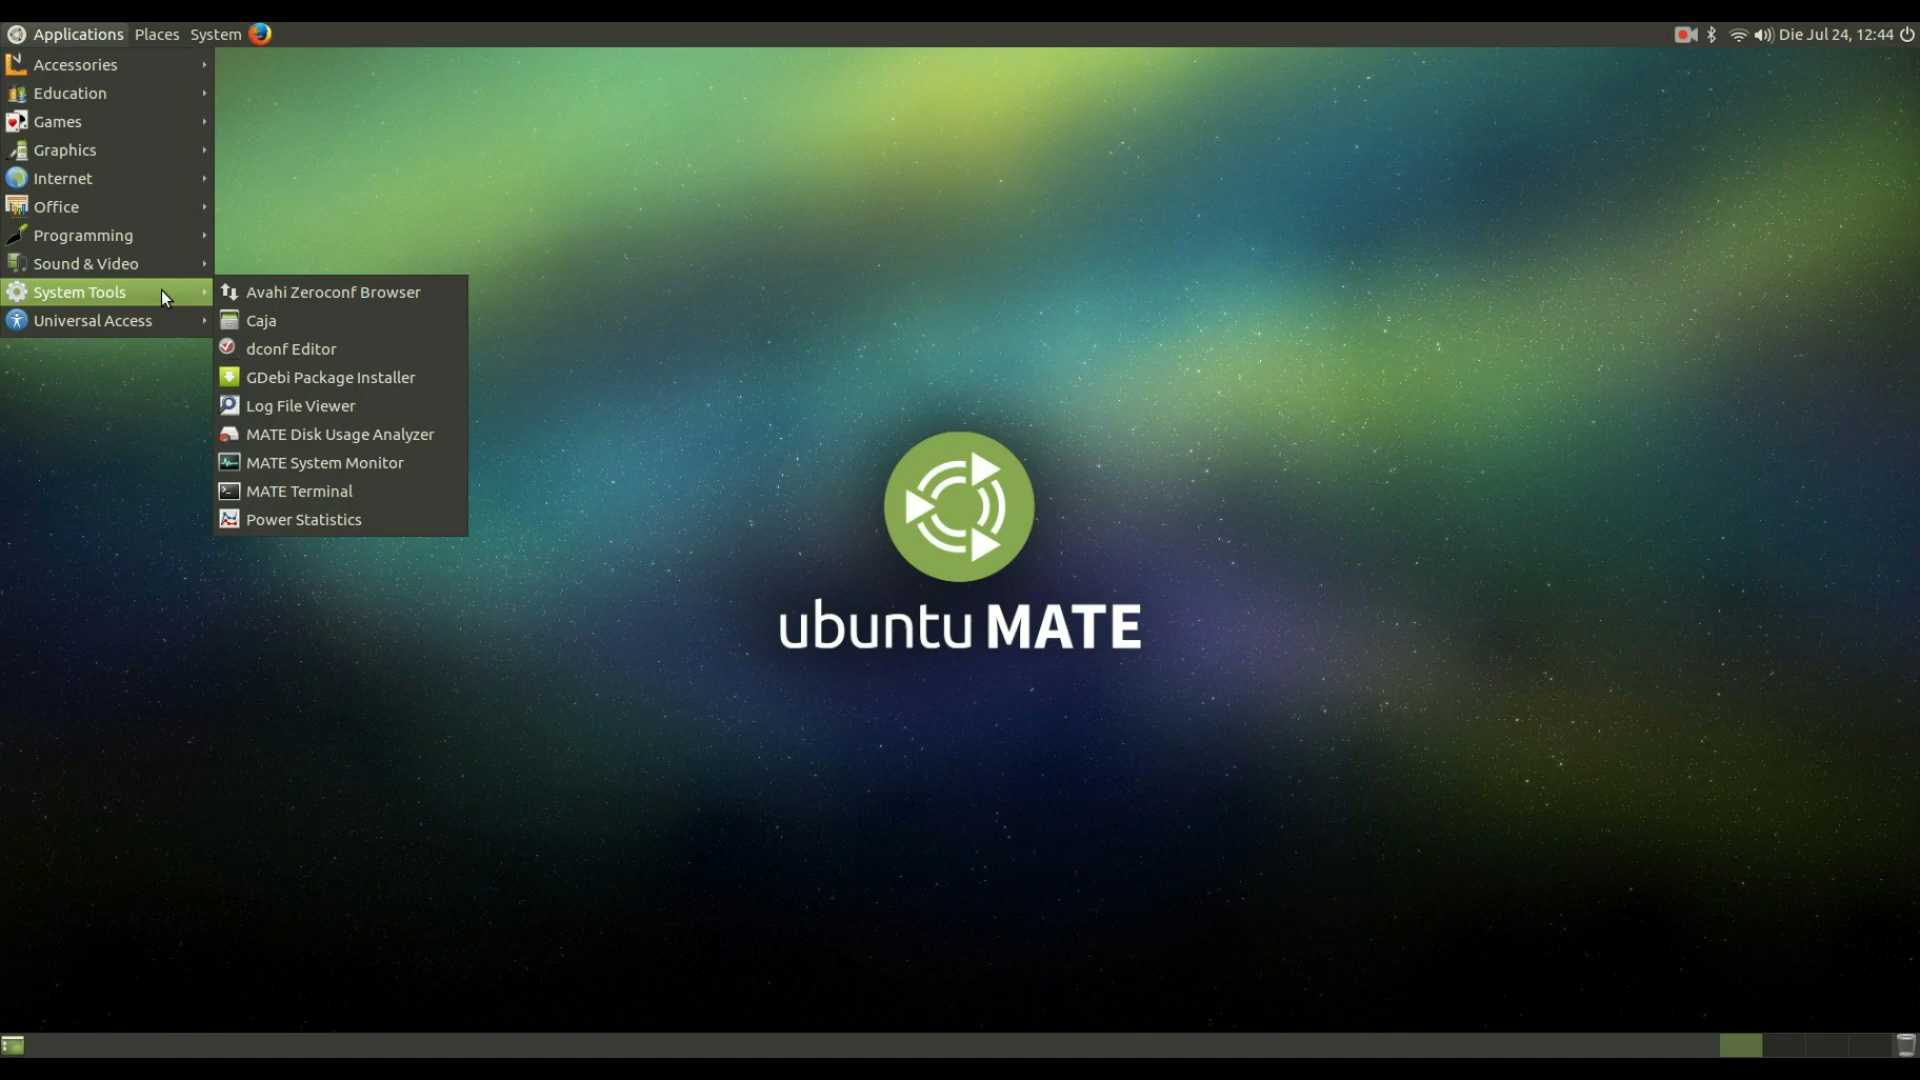 Applications Places System
Die Jul 24, 12:44
Accessories
Education
Games
Graphics
Internet
Office
Programming
Sound & Video
System Tools
Universal Access
Avahi Zeroconf Browser
Caja
dconf Editor
GDebi Package Installer
Log File Viewer
MATE Disk Usage Analyzer
MATE System Monitor
MATE Terminal
Power Statistics
ubuntu MATE